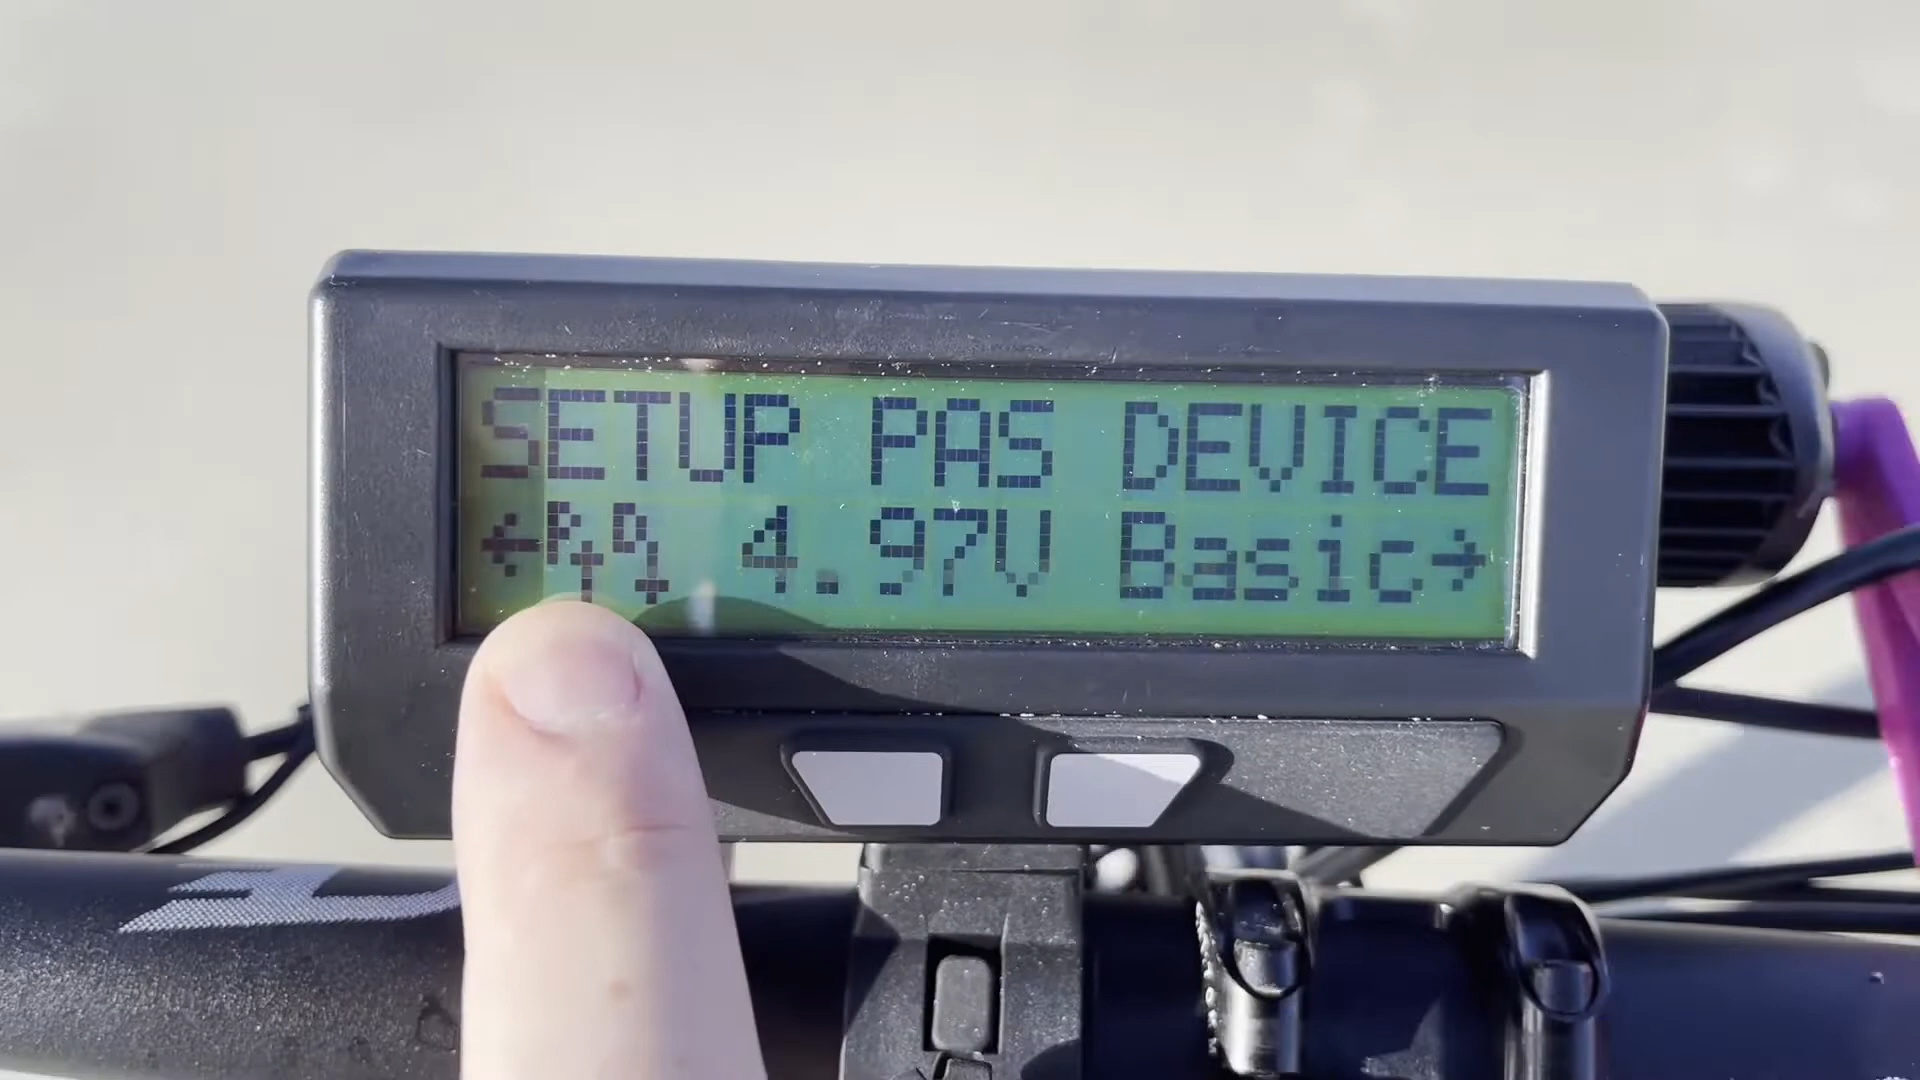 SETUP PAS DEVICE
←P↑D↓ 4.97V Basic→